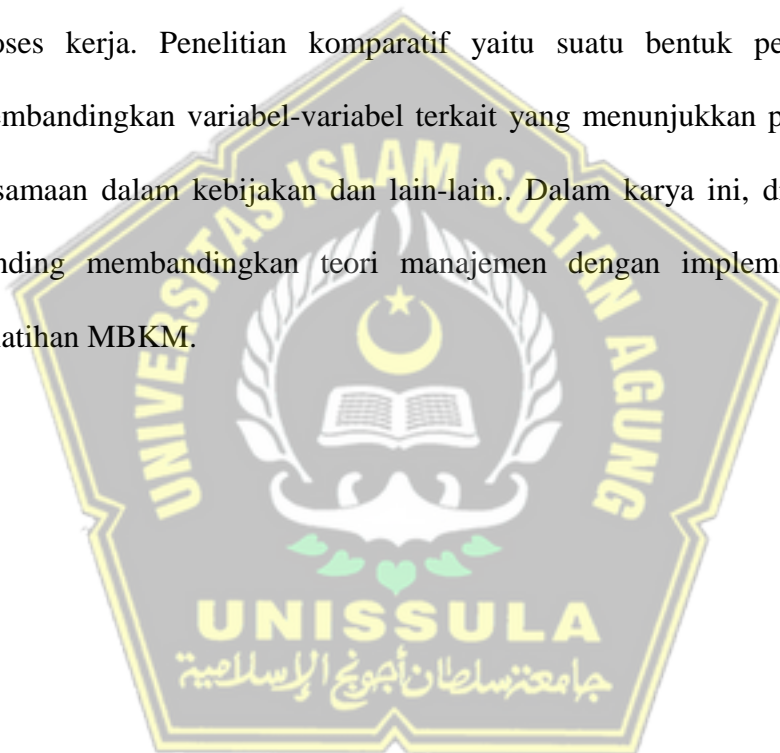 oses kerja. Penelitian komparatif yaitu suatu bentuk pe
embandingkan variabel-variabel terkait yang menunjukkan p
samaan dalam kebijakan dan lain-lain.. Dalam karya ini, di
nding membandingkan teori manajemen dengan implem
atihan MBKM.
UNIVERSITAS ISLAM SULTAN AGUNG
UNISSULA
جامعة سلطان أجونج الإسلامية